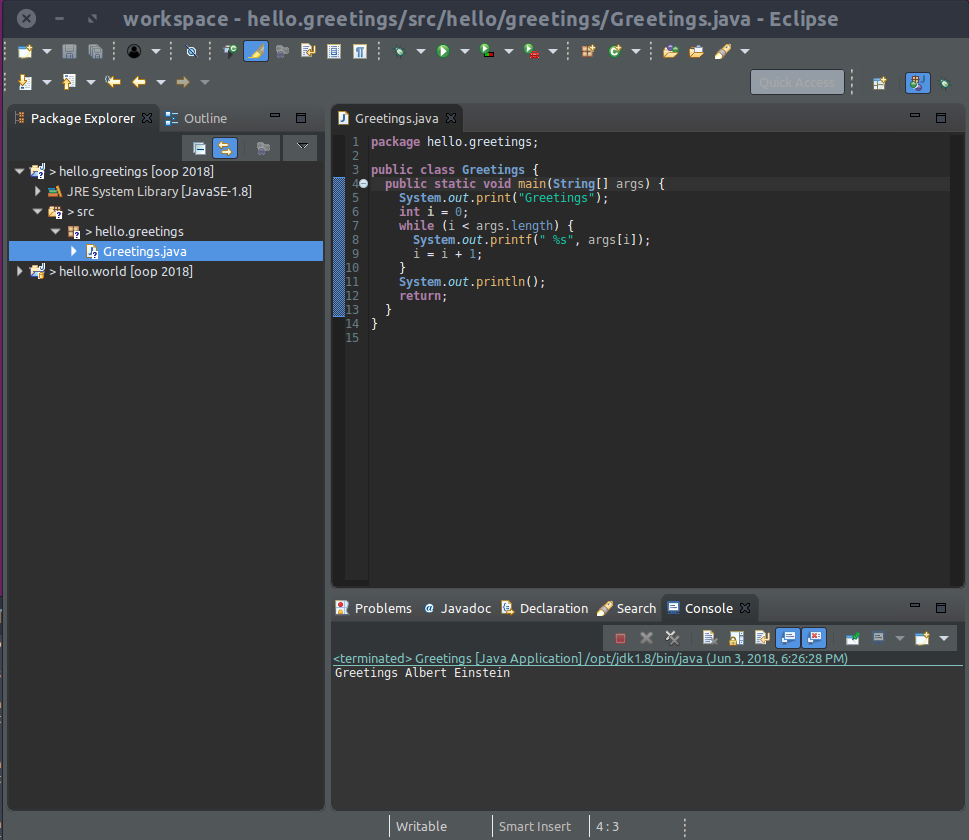 workspace - hello.greetings/src/hello/greetings/Greetings.java - Eclipse
Quick Access
Package Explorer
Outline
> hello.greetings [oop 2018]
JRE System Library [JavaSE-1.8]
> src
> hello.greetings
Greetings.java
> hello.world [oop 2018]
Greetings.java
1 package hello.greetings;
2
3 public class Greetings {
4 public static void main(String[] args) {
5 System.out.print("Greetings");
6 int i = 0;
7 while (i < args.length) {
8 System.out.printf(" %s", args[i]);
9 i = i + 1;
10 }
11 System.out.println();
12 return;
13 }
14 }
15
Problems @ Javadoc Declaration Search Console
<terminated> Greetings [Java Application] /opt/jdk1.8/bin/java (Jun 3, 2018, 6:26:28 PM)
Greetings Albert Einstein
Writable Smart Insert 4 : 3